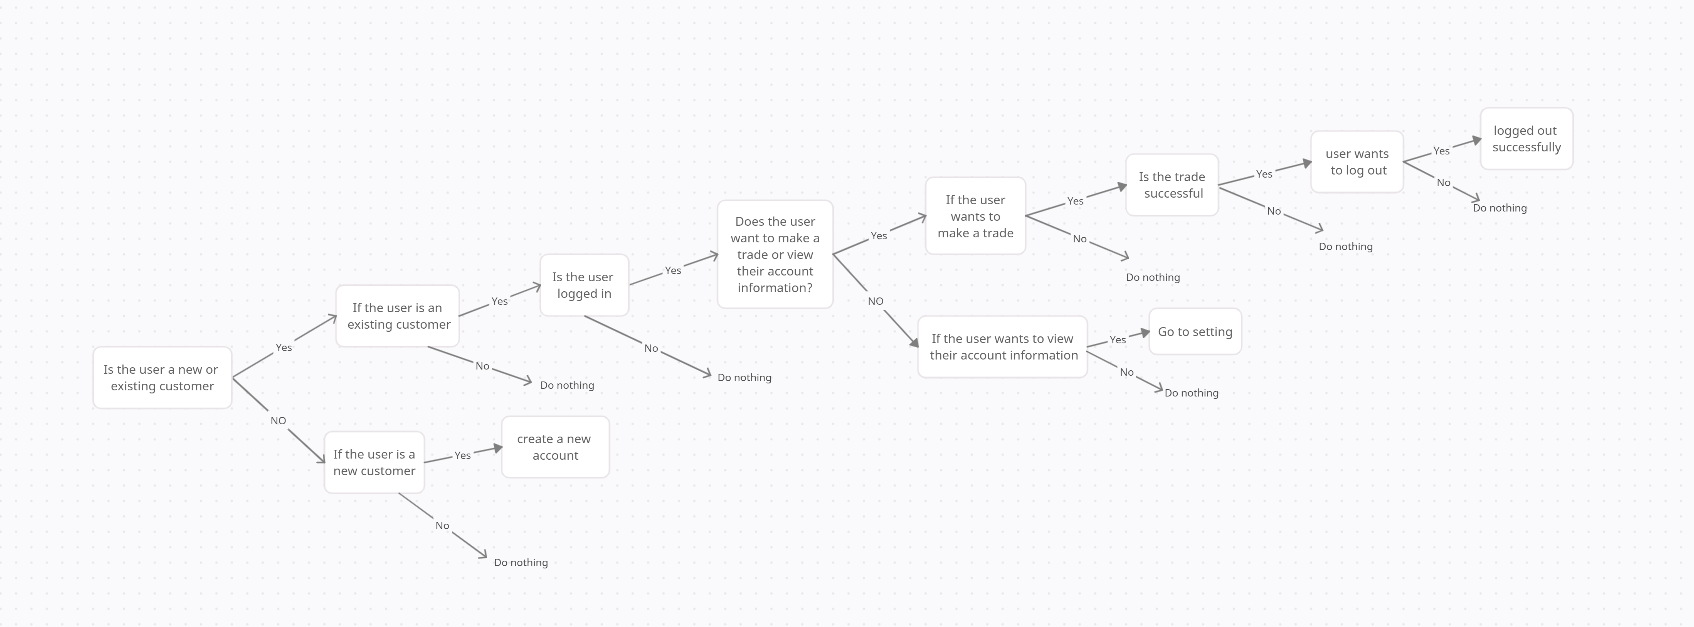 Is the user a new or
existing customer
Yes
NO
If the user is an
existing customer
Yes
No
Do nothing
If the user is a
new customer
Yes
create a new
account
No
Do nothing
Is the user
logged in
Yes
No
Do nothing
Does the user
want to make a
trade or view
their account
information?
Yes
NO
If the user
wants to
make a trade
Yes
No
Do nothing
Is the trade
successful
Yes
No
Do nothing
user wants
to log out
Yes
logged out
successfully
No
Do nothing
If the user wants to view
their account information
Yes
Go to setting
No
Do nothing